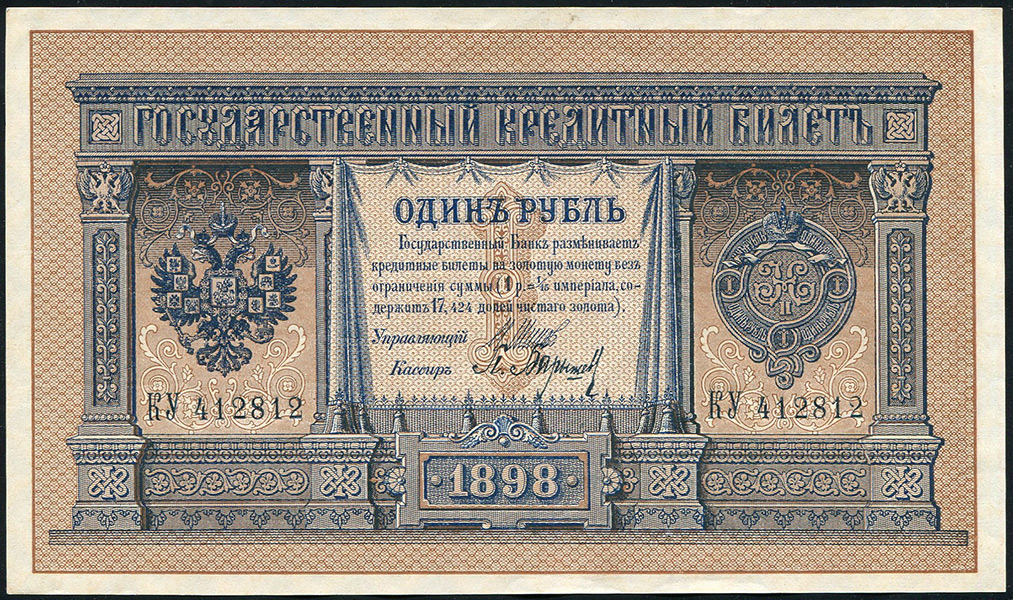 ГОСУДАРСТВЕННЫЙ КРЕДИТНЫЙ БИЛЕТЪ
ОДИНЪ РУБЛЬ
Государственный Банкъ размѣниваетъ
кредитные билеты на золотую монету безъ
ограниченія суммы (1 р.=¹/₁₅ имперіала, со-
держитъ 17,424 долей чистаго золота).
Управляющій
Кассиръ
КУ 412812
КУ 412812
1898